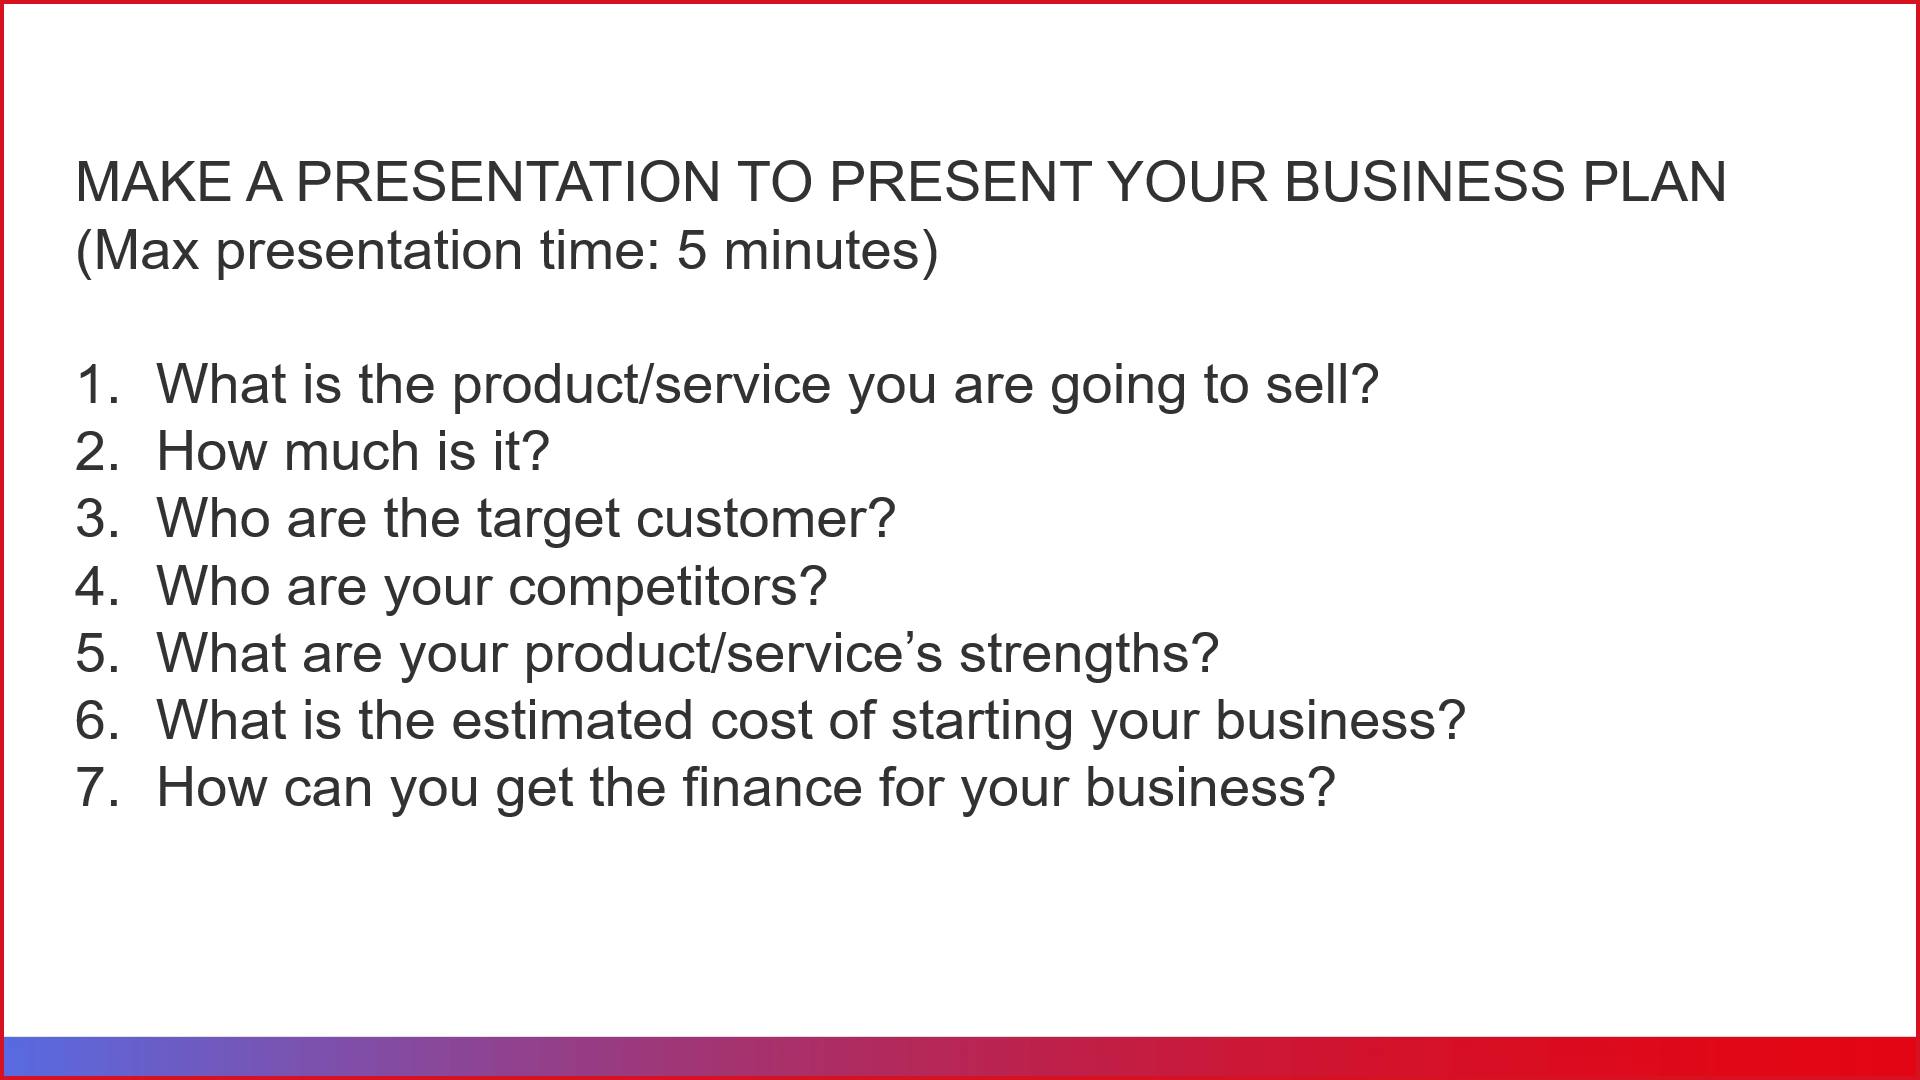 MAKE A PRESENTATION TO PRESENT YOUR BUSINESS PLAN
(Max presentation time: 5 minutes)
1. What is the product/service you are going to sell?
2. How much is it?
3. Who are the target customer?
4. Who are your competitors?
5. What are your product/service’s strengths?
6. What is the estimated cost of starting your business?
7. How can you get the finance for your business?